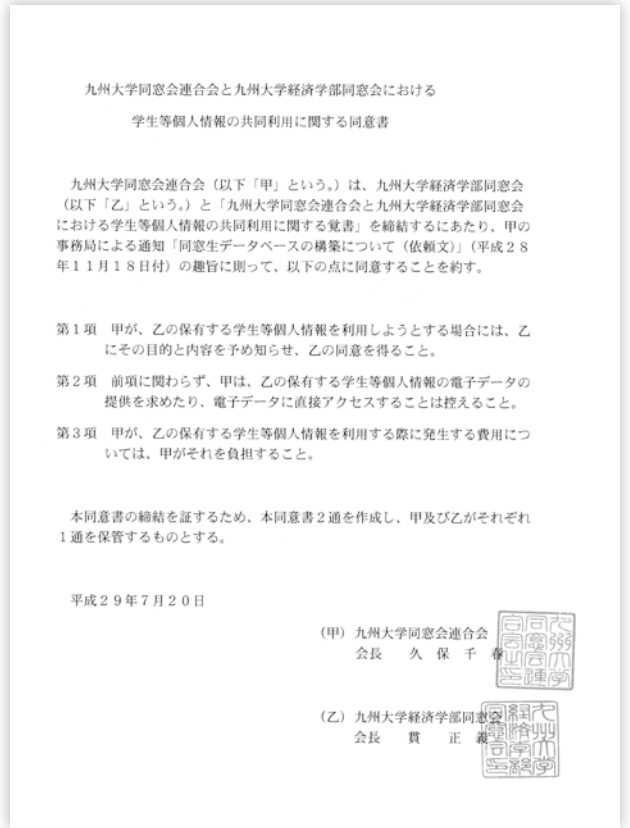 九州大学同窓会連合会と九州大学経済学部同窓会における
学生等個人情報の共同利用に関する同意書
九州大学同窓会連合会（以下「甲」という。）は、九州大学経済学部同窓会
（以下「乙」という。）と「九州大学同窓会連合会と九州大学経済学部同窓会
における学生等個人情報の共同利用に関する覚書」を締結するにあたり、甲の
事務局による通知「同窓生データベースの構築について（依頼文）」（平成２８
年１１月１８日付）の趣旨に則って、以下の点に同意することを約す。
第１項　甲が、乙の保有する学生等個人情報を利用しようとする場合には、乙
にその目的と内容を予め知らせ、乙の同意を得ること。
第２項　前項に関わらず、甲は、乙の保有する学生等個人情報の電子データの
提供を求めたり、電子データに直接アクセスすることは控えること。
第３項　甲が、乙の保有する学生等個人情報を利用する際に発生する費用につ
いては、甲がそれを負担すること。
本同意書の締結を証するため、本同意書２通を作成し、甲及び乙がそれぞれ
１通を保管するものとする。
平成２９年７月２０日
（甲）九州大学同窓会連合会
会長　久　保　千　春
（乙）九州大学経済学部同窓会
会長　貫　正　義